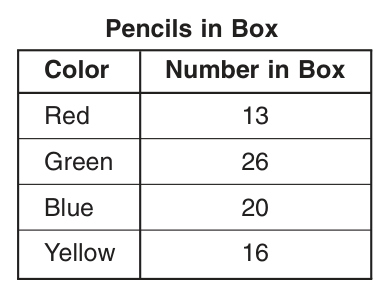 Pencils in Box
Color Number in Box
Red 13
Green 26
Blue 20
Yellow 16